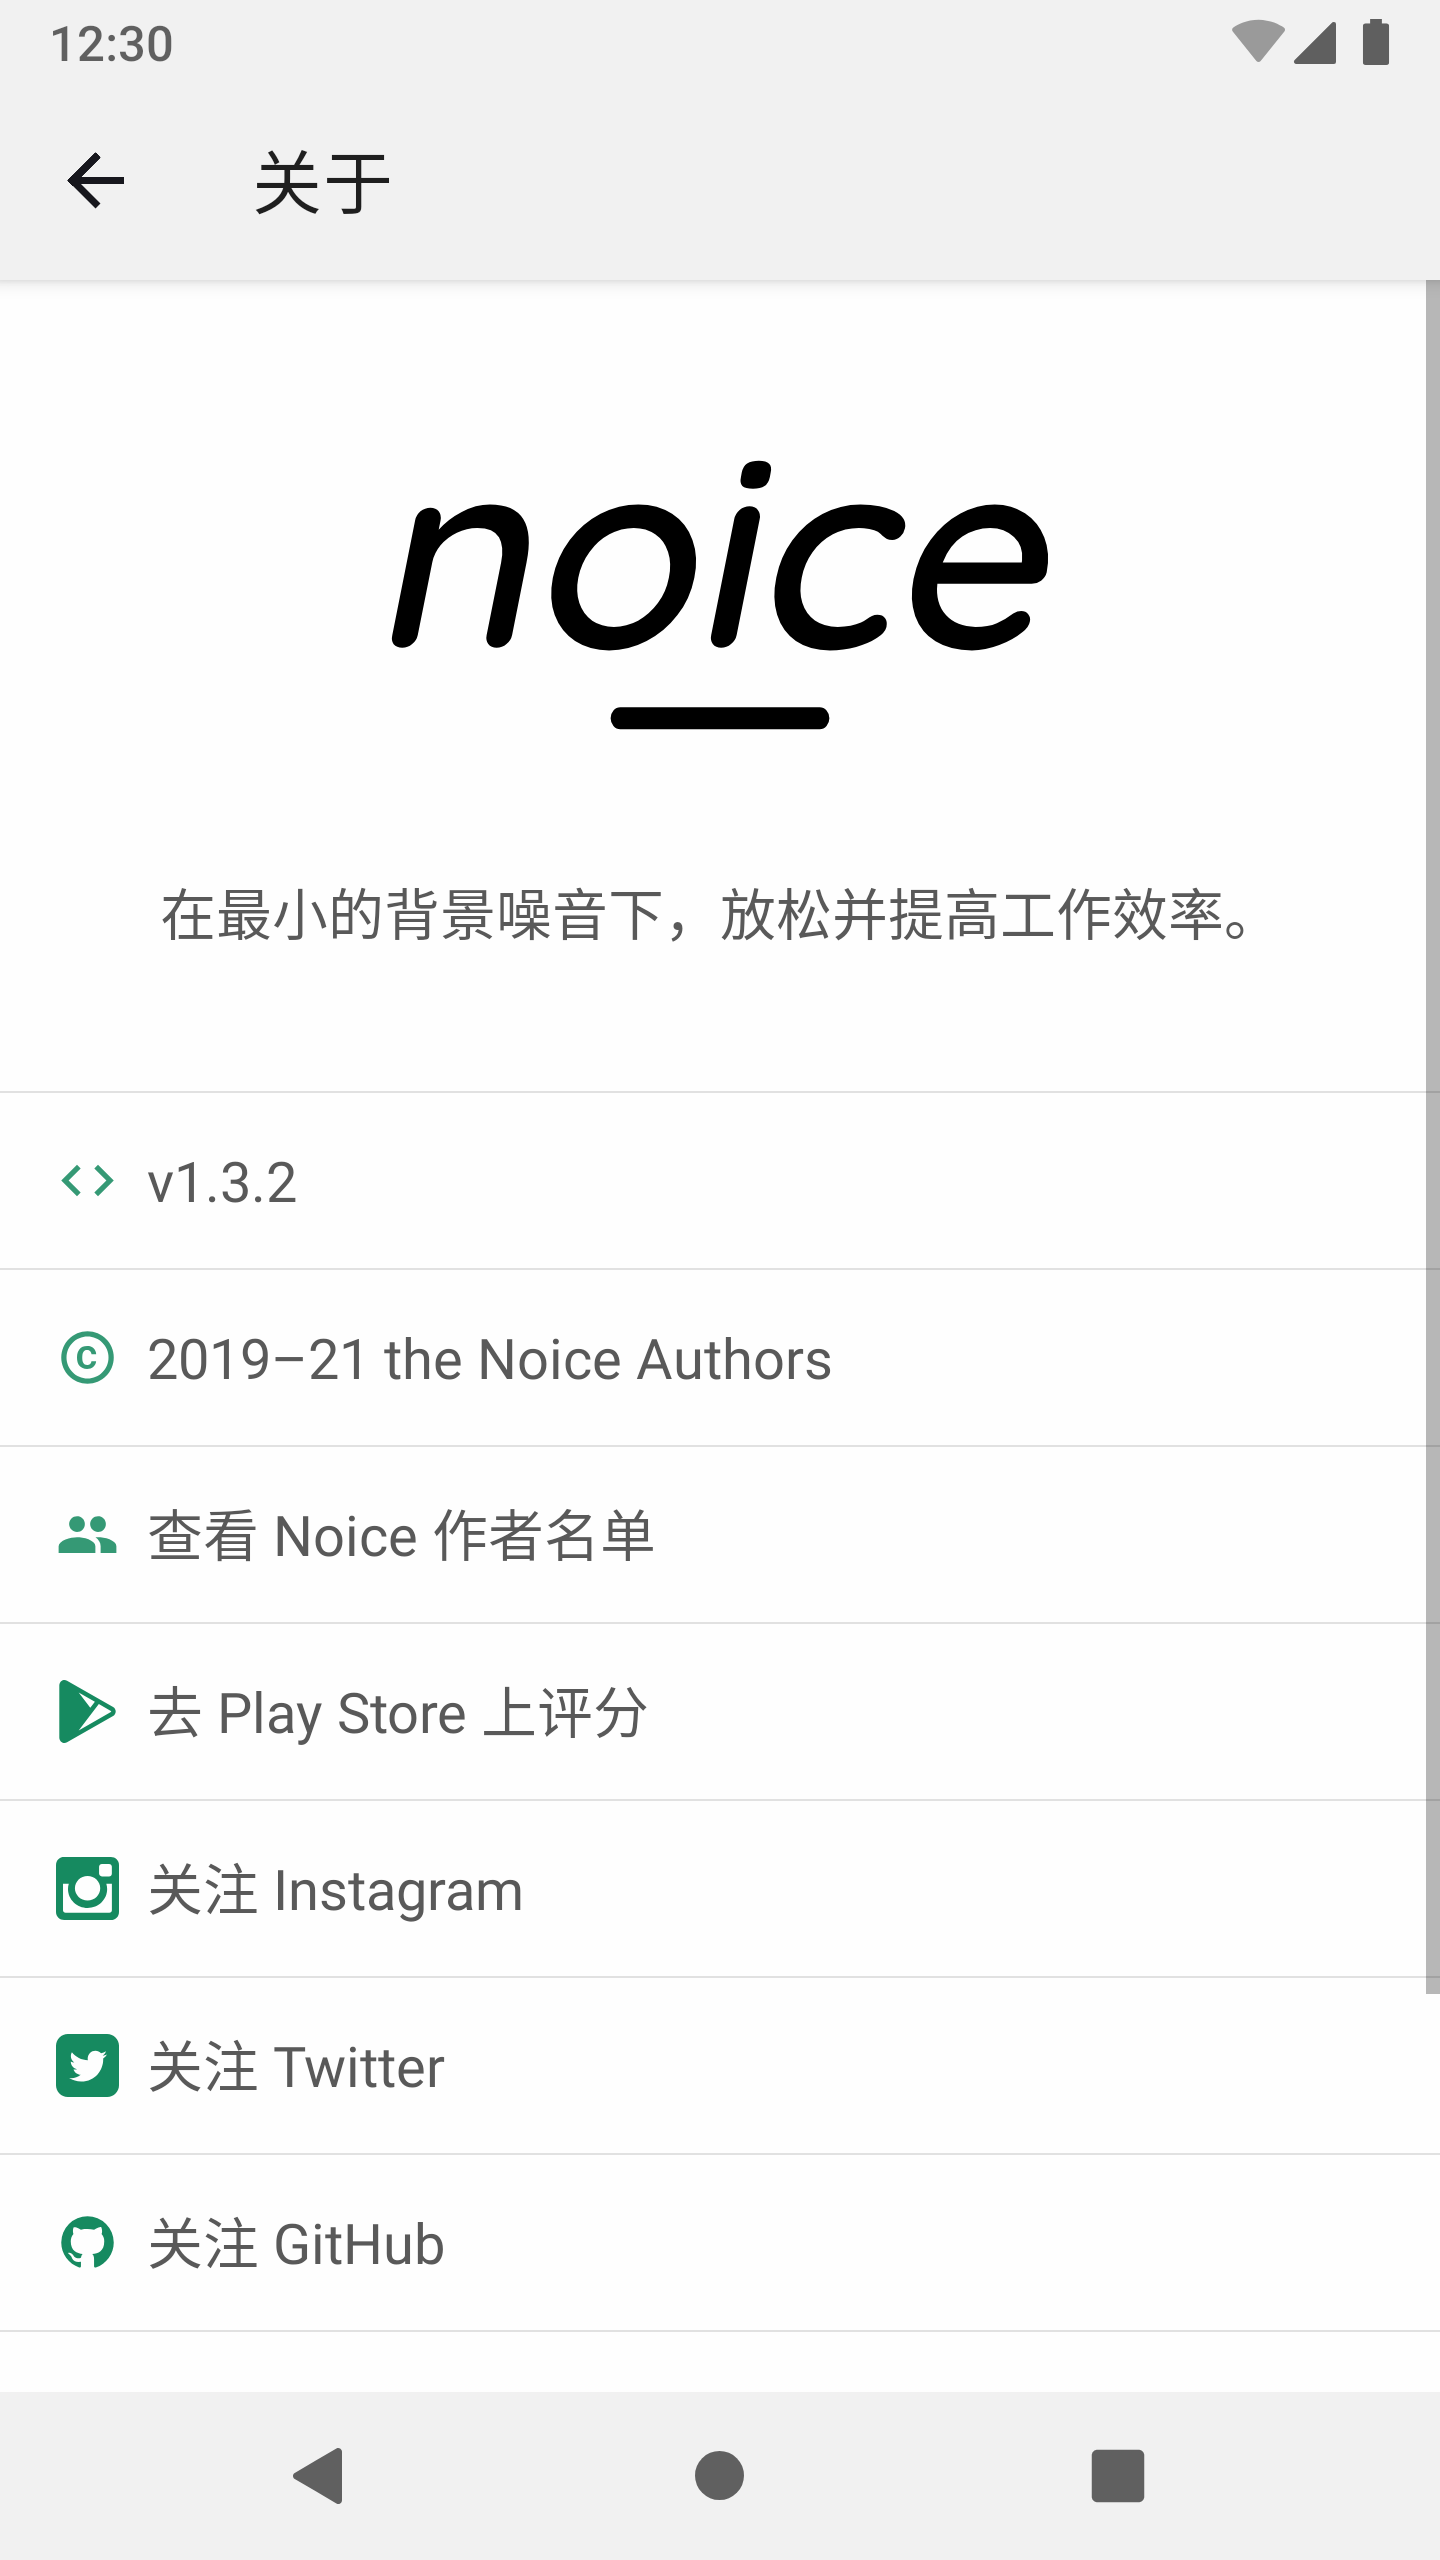 12:30
关于
noice
在最小的背景噪音下，放松并提高工作效率。
v1.3.2
2019–21 the Noice Authors
查看 Noice 作者名单
去 Play Store 上评分
关注 Instagram
关注 Twitter
关注 GitHub